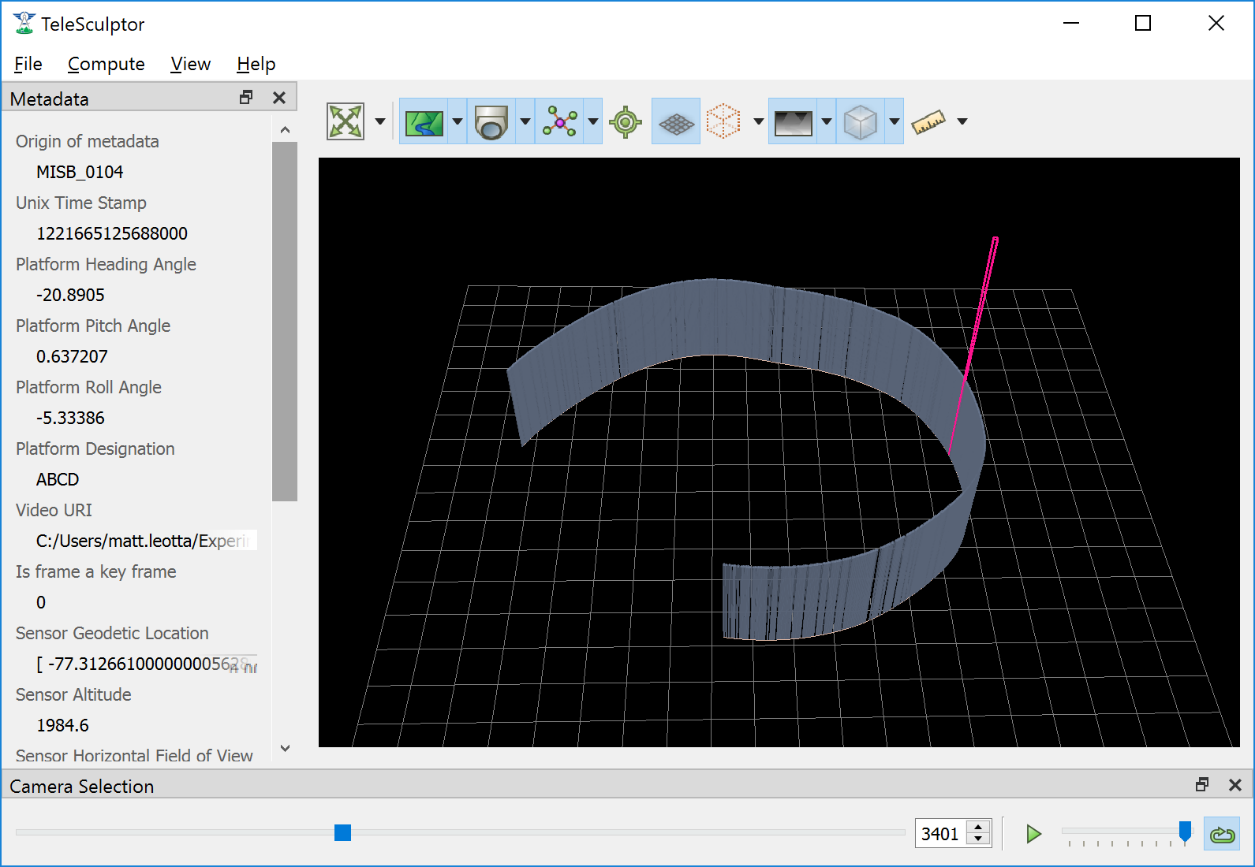 TeleSculptor
File Compute View Help
Metadata
Origin of metadata
MISB_0104
Unix Time Stamp
1221665125688000
Platform Heading Angle
-20.8905
Platform Pitch Angle
0.637207
Platform Roll Angle
-5.33386
Platform Designation
ABCD
Video URI
C:/Users/matt.leotta/Experi
Is frame a key frame
0
Sensor Geodetic Location
[ -77.312661000000005628
Sensor Altitude
1984.6
Sensor Horizontal Field of View
Camera Selection
3401